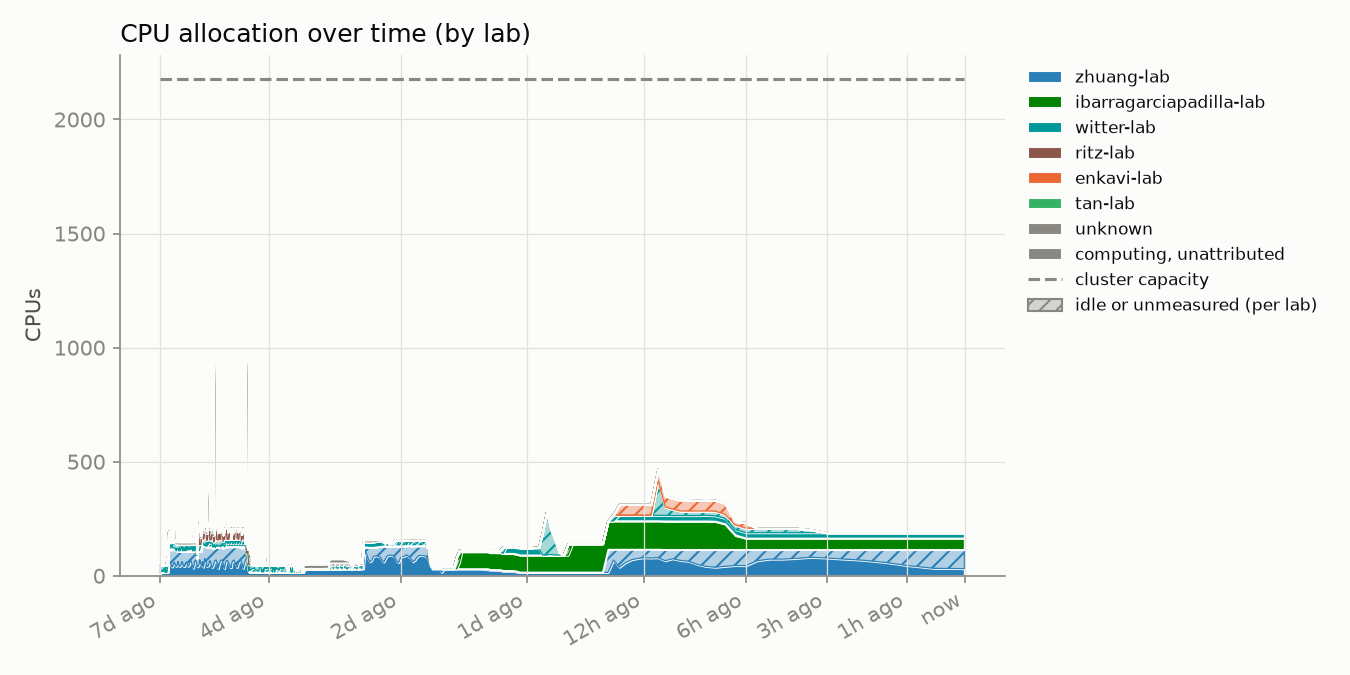 CPU allocation over time (by lab)
CPUs
2000
1500
1000
500
0
7d ago
4d ago
2d ago
1d ago
12h ago
6h ago
3h ago
1h ago
now
zhuang-lab
ibarragarciapadilla-lab
witter-lab
ritz-lab
enkavi-lab
tan-lab
unknown
computing, unattributed
cluster capacity
idle or unmeasured (per lab)